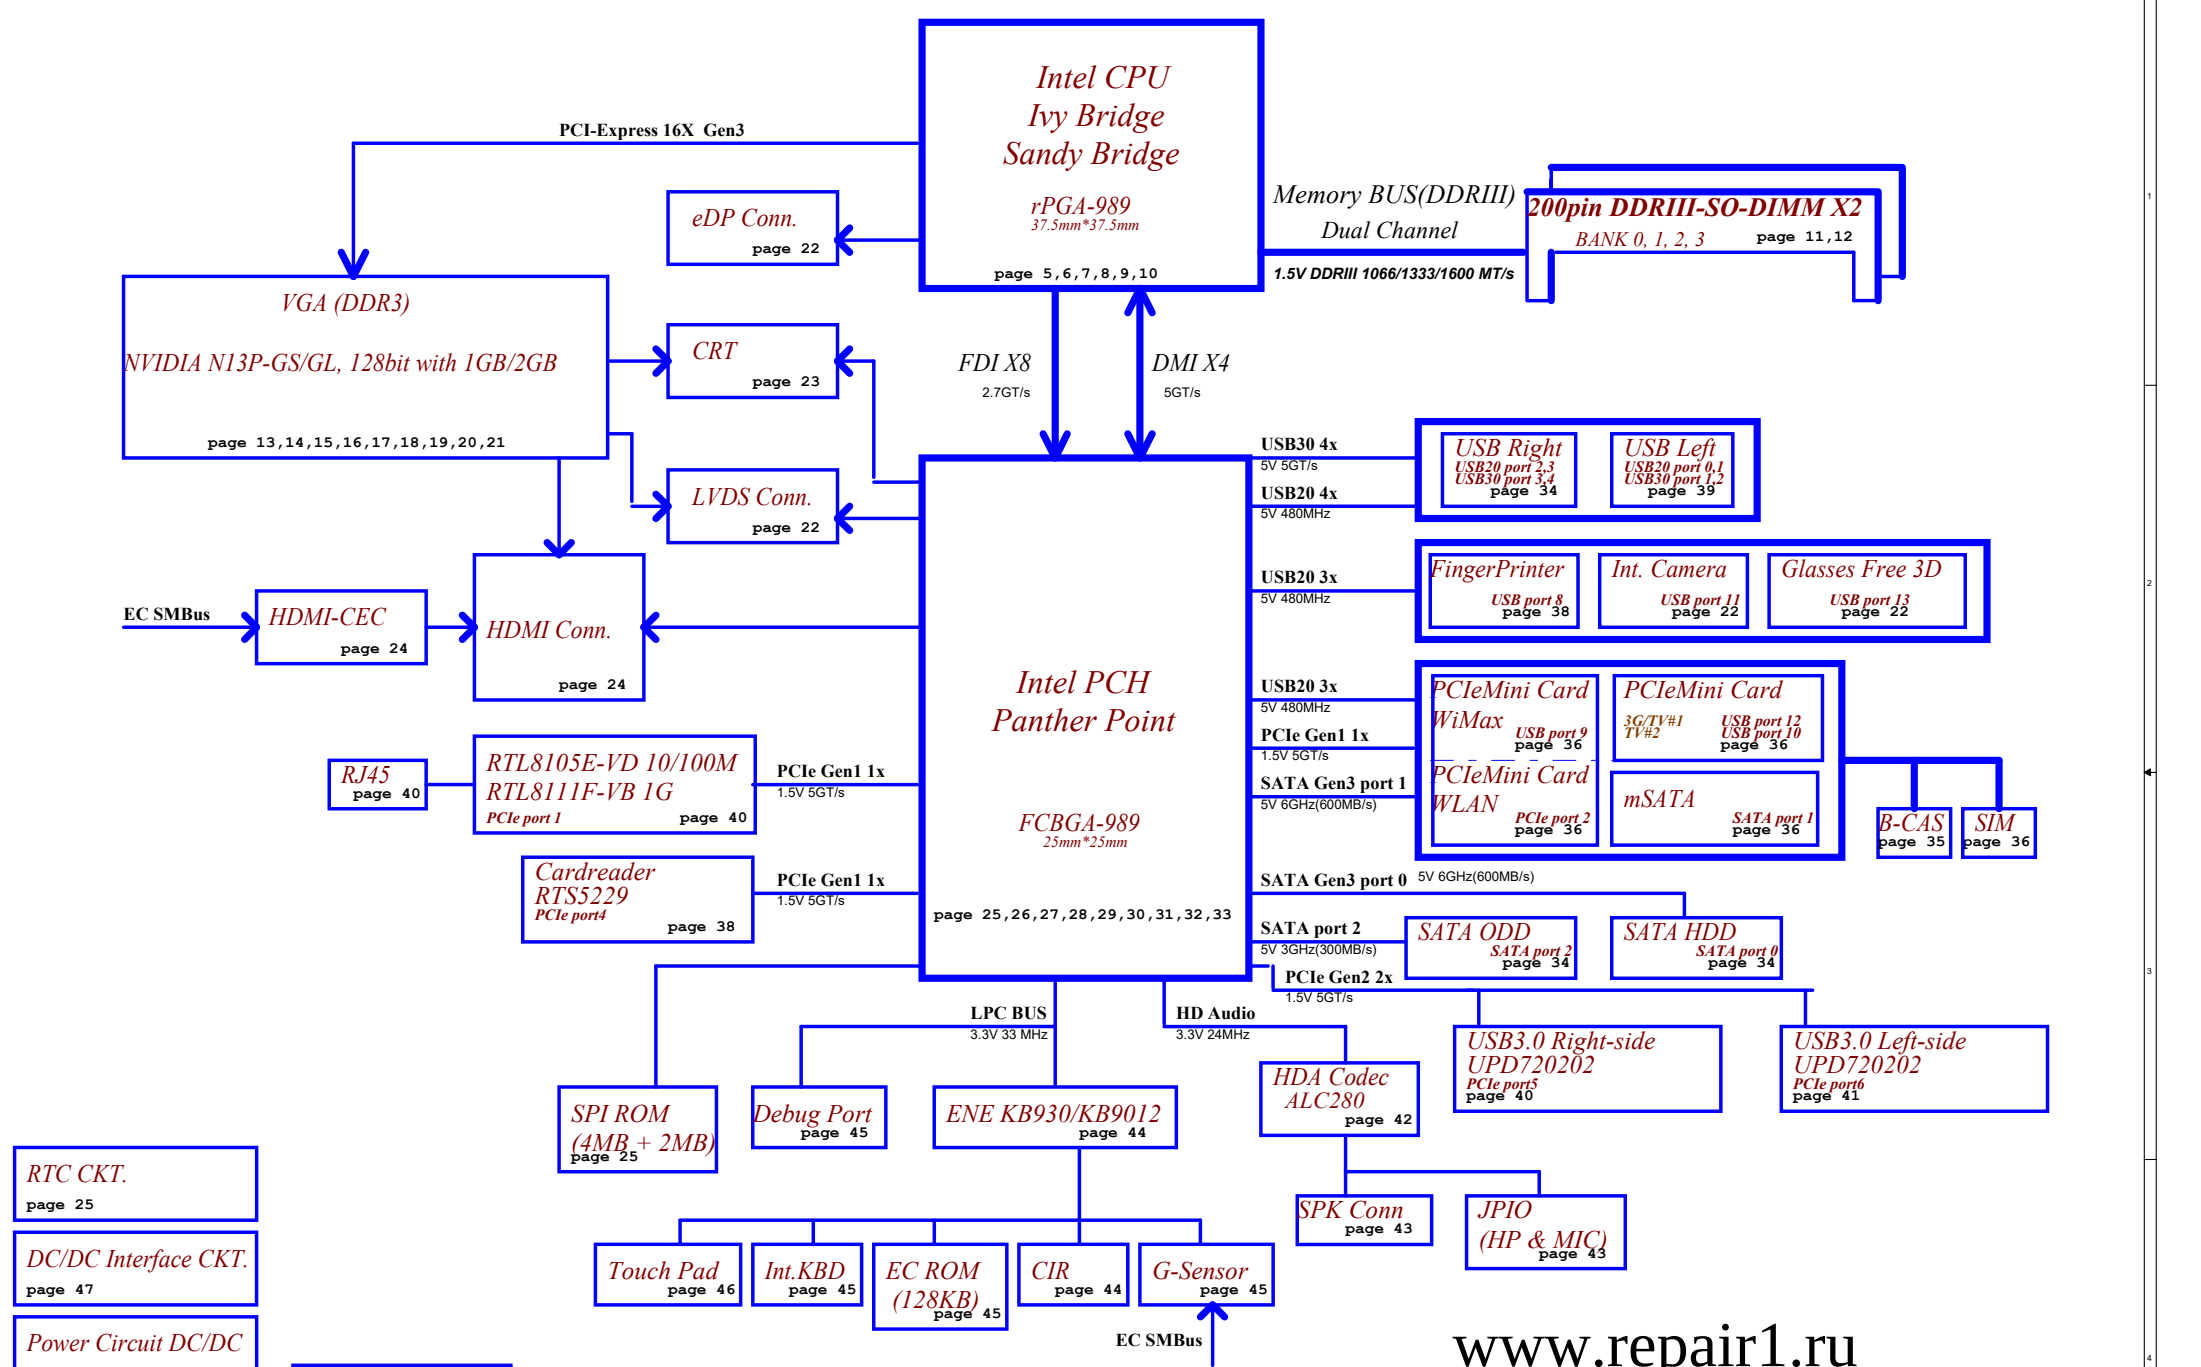 Intel CPU
Ivy Bridge
Sandy Bridge
rPGA-989
37.5mm*37.5mm
page 5,6,7,8,9,10
PCI-Express 16X  Gen3
eDP Conn.
page 22
Memory BUS(DDRIII)
Dual Channel
1.5V DDRIII 1066/1333/1600 MT/s
200pin DDRIII-SO-DIMM X2
BANK 0, 1, 2, 3
page 11,12
1
VGA (DDR3)
NVIDIA N13P-GS/GL, 128bit with 1GB/2GB
page 13,14,15,16,17,18,19,20,21
CRT
page 23
FDI X8
2.7GT/s
DMI X4
5GT/s
LVDS Conn.
page 22
USB30 4x
5V 5GT/s
USB20 4x
5V 480MHz
USB Right
USB20 port 2,3
USB30 port 3,4
page 34
USB Left
USB20 port 0,1
USB30 port 1,2
page 39
USB20 3x
5V 480MHz
FingerPrinter
USB port 8
page 38
Int. Camera
USB port 11
page 22
Glasses Free 3D
USB port 13
page 22
2
EC SMBus
HDMI-CEC
page 24
HDMI Conn.
page 24
Intel PCH
Panther Point
FCBGA-989
25mm*25mm
page 25,26,27,28,29,30,31,32,33
USB20 3x
5V 480MHz
PCIe Gen1 1x
1.5V 5GT/s
SATA Gen3 port 1
5V 6GHz(600MB/s)
PCIeMini Card
WiMax
USB port 9
page 36
PCIeMini Card
3G/TV#1
USB port 12
TV#2
USB port 10
page 36
PCIeMini Card
WLAN
PCIe port 2
page 36
mSATA
SATA port 1
page 36
B-CAS
page 35
SIM
page 36
RJ45
page 40
RTL8105E-VD 10/100M
RTL8111F-VB 1G
PCIe port 1
page 40
PCIe Gen1 1x
1.5V 5GT/s
Cardreader
RTS5229
PCIe port4
page 38
PCIe Gen1 1x
1.5V 5GT/s
SATA Gen3 port 0
5V 6GHz(600MB/s)
SATA port 2
5V 3GHz(300MB/s)
SATA ODD
SATA port 2
page 34
SATA HDD
SATA port 0
page 34
3
PCIe Gen2 2x
1.5V 5GT/s
LPC BUS
3.3V 33 MHz
HD Audio
3.3V 24MHz
USB3.0 Right-side
UPD720202
PCIe port5
page 40
USB3.0 Left-side
UPD720202
PCIe port6
page 41
SPI ROM
(4MB + 2MB)
page 25
Debug Port
page 45
ENE KB930/KB9012
page 44
HDA Codec
ALC280
page 42
SPK Conn
page 43
JPIO
(HP & MIC)
page 43
RTC CKT.
page 25
DC/DC Interface CKT.
page 47
Power Circuit DC/DC
Touch Pad
page 46
Int.KBD
page 45
EC ROM
(128KB)
page 45
CIR
page 44
G-Sensor
page 45
EC SMBus
www.repair1.ru
4